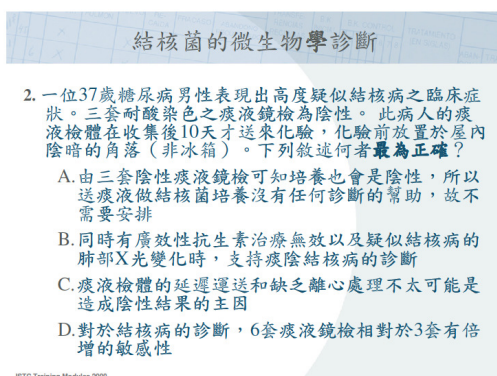 結核菌的微生物學診斷
2. 一位37歲糖尿病男性表現出高度疑似結核病之臨床症
狀。三套耐酸染色之痰液鏡檢為陰性。 此病人的痰
液檢體在收集後10天才送來化驗，化驗前放置於屋內
陰暗的角落（非冰箱）。下列敘述何者最為正確？
A.由三套陰性痰液鏡檢可知培養也會是陰性，所以
送痰液做結核菌培養沒有任何診斷的幫助，故不
需要安排
B.同時有廣效性抗生素治療無效以及疑似結核病的
肺部X光變化時，支持痰陰結核病的診斷
C.痰液檢體的延遲運送和缺乏離心處理不太可能是
造成陰性結果的主因
D.對於結核病的診斷，6套痰液鏡檢相對於3套有倍
增的敏感性